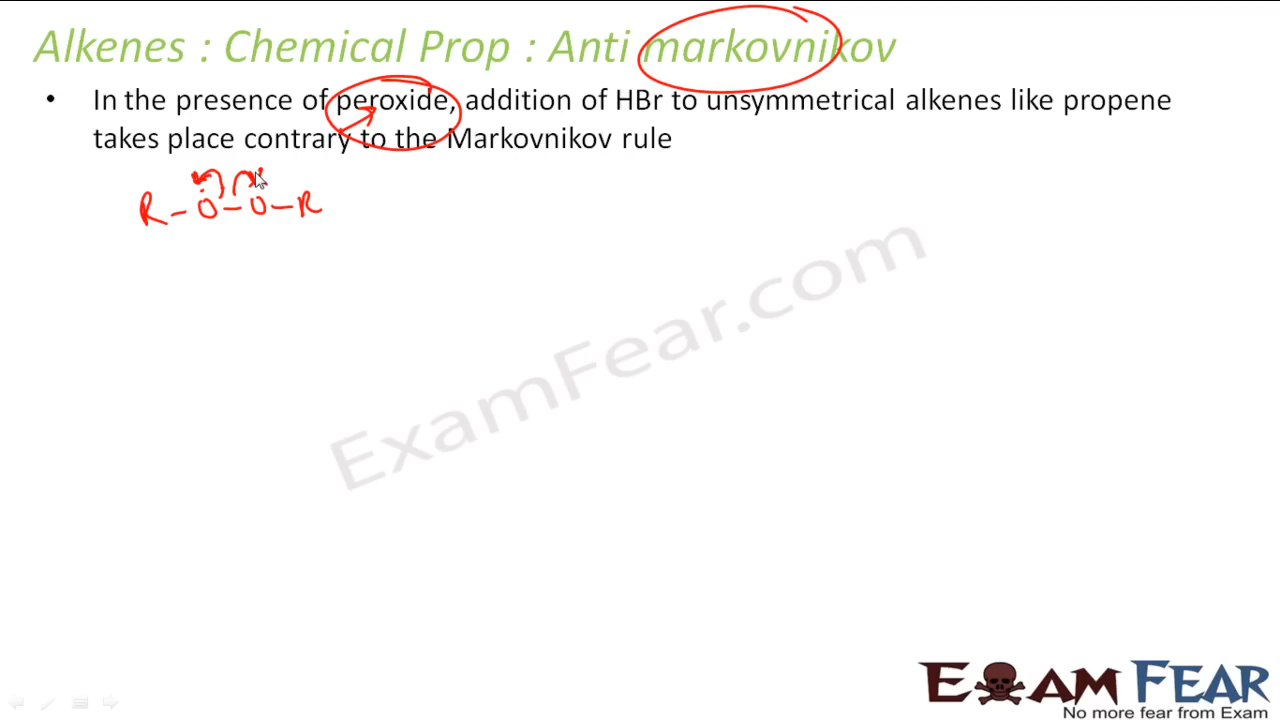 Alkenes : Chemical Prop : Anti markovnikov
• In the presence of peroxide, addition of HBr to unsymmetrical alkenes like propene
takes place contrary to the Markovnikov rule
R-O-O-R
ExamFear.com
EXAM FEAR
No more fear from Exam